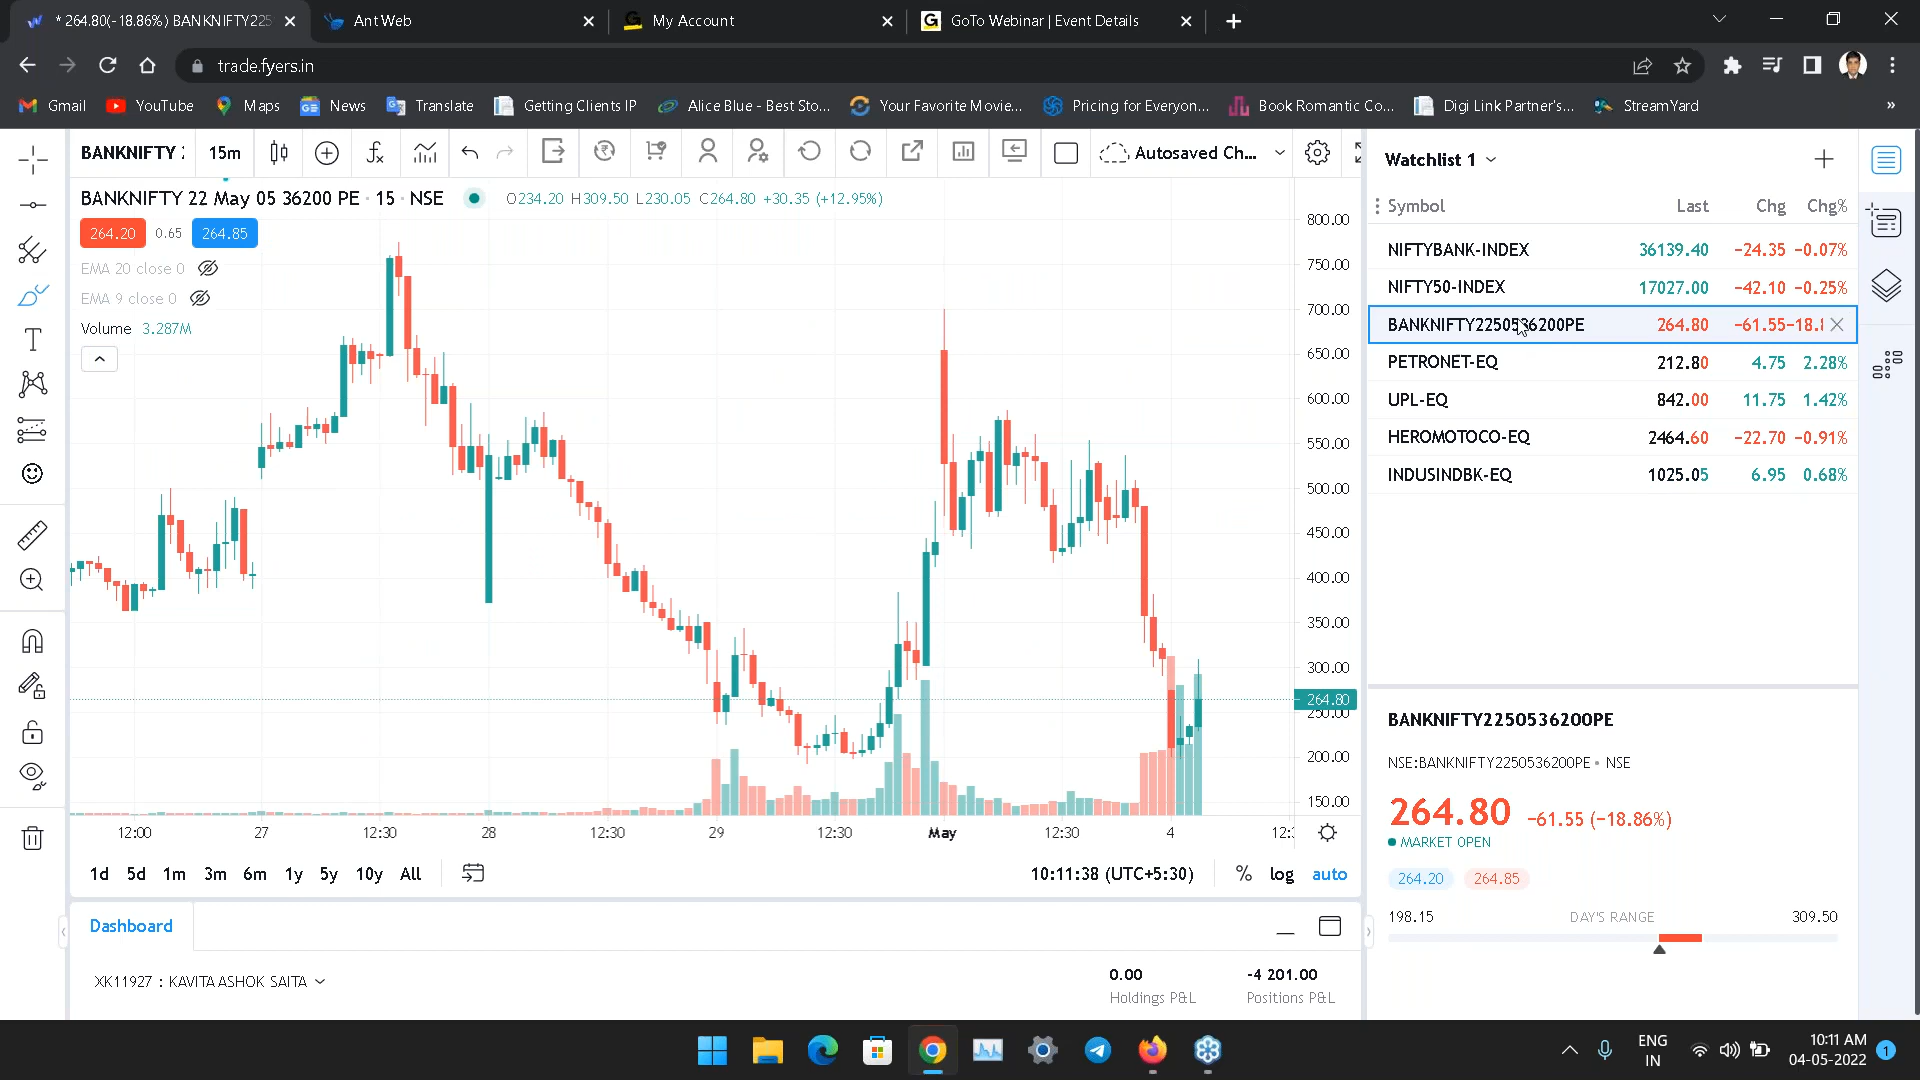 * 264.80(-18.86%) BANKNIFTY225
Ant Web
My Account
GoTo Webinar | Event Details
trade.fyers.in
Gmail
YouTube
Maps
News
Translate
Getting Clients IP
Alice Blue - Best Sto...
Your Favorite Movie...
Pricing for Everyon...
Book Romantic Co...
Digi Link Partner's...
StreamYard
»
BANKNIFTY
15m
Autosaved Ch...
BANKNIFTY 22 May 05 36200 PE · 15 · NSE
O234.20 H309.50 L230.05 C264.80 +30.35 (+12.95%)
264.20 0.65 264.85
EMA 20 close 0
EMA 9 close 0
Volume 3.287M
800.00
750.00
700.00
650.00
600.00
550.00
500.00
450.00
400.00
350.00
300.00
264.80
250.00
200.00
150.00
12:00 27 12:30 28 12:30 29 12:30 May 12:30 4
1d 5d 1m 3m 6m 1y 5y 10y All
10:11:38 (UTC+5:30)
% log auto
Dashboard
XK11927 : KAVITA ASHOK SAITA
0.00
Holdings P&L
-4 201.00
Positions P&L
Watchlist 1
Symbol Last Chg Chg%
NIFTYBANK-INDEX 36139.40 -24.35 -0.07%
NIFTY50-INDEX 17027.00 -42.10 -0.25%
BANKNIFTY2250536200PE 264.80 -61.55
PETRONET-EQ 212.80 4.75 2.28%
UPL-EQ 842.00 11.75 1.42%
HEROMOTOCO-EQ 2464.60 -22.70 -0.91%
INDUSINDBK-EQ 1025.05 6.95 0.68%
BANKNIFTY2250536200PE
NSE:BANKNIFTY2250536200PE • NSE
264.80 -61.55 (-18.86%)
MARKET OPEN
264.20 264.85
198.15 DAY'S RANGE 309.50
ENG
IN
10:11 AM
04-05-2022
1